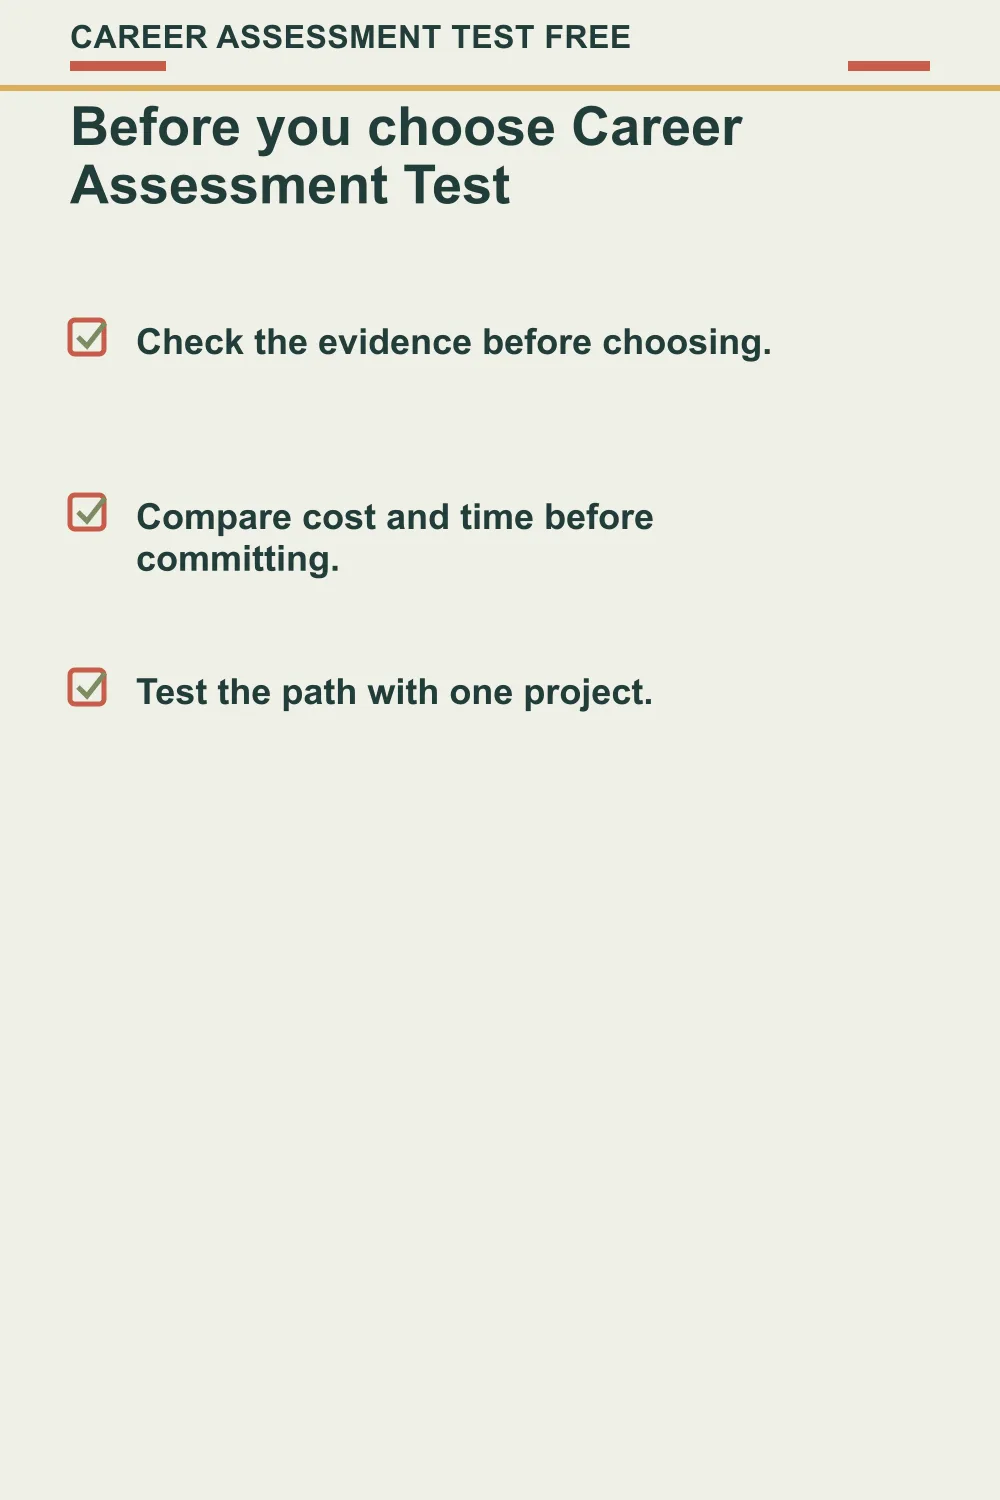 CAREER ASSESSMENT TEST FREE
Before you choose Career
Assessment Test
Check the evidence before choosing.
Compare cost and time before
committing.
Test the path with one project.